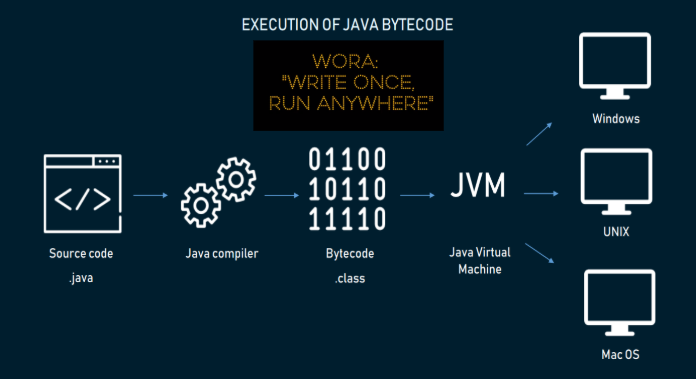 EXECUTION OF JAVA BYTECODE
WORA:
"WRITE ONCE,
RUN ANYWHERE"
</>
Source code
.java
Java compiler
01100
10110
11110
Bytecode
.class
JVM
Java Virtual
Machine
Windows
UNIX
Mac OS